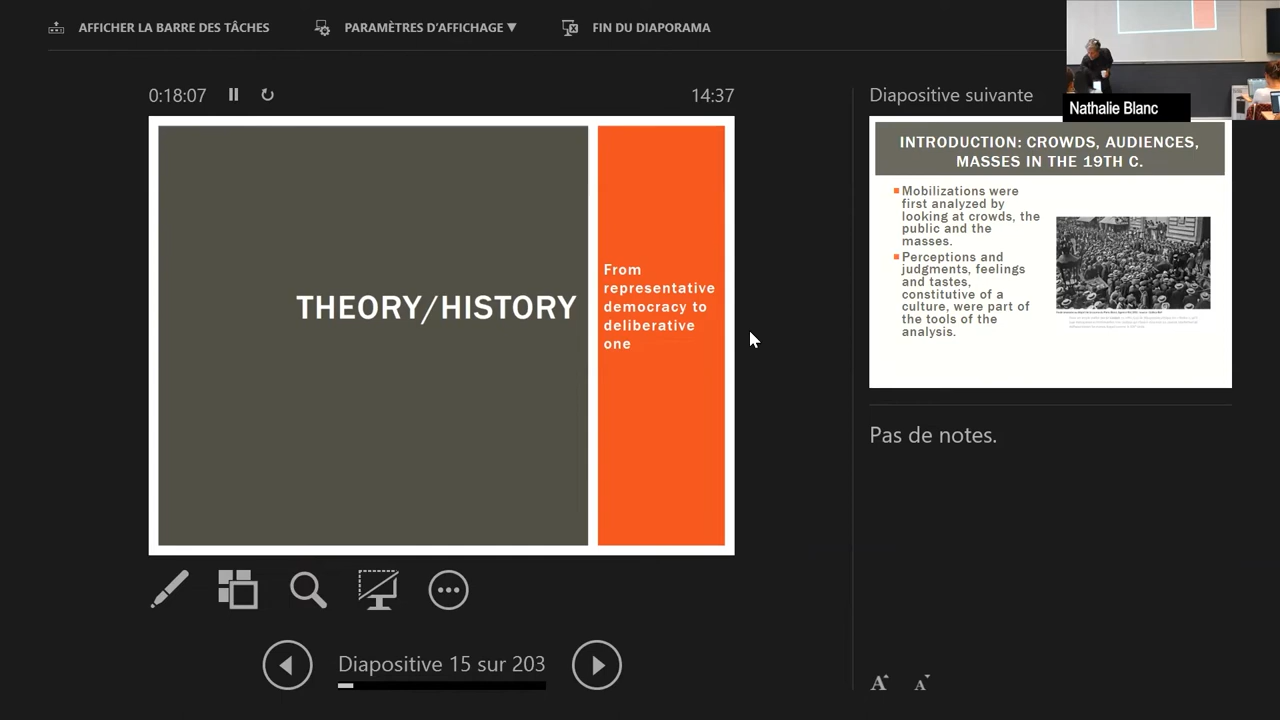 AFFICHER LA BARRE DES TÂCHES
PARAMÈTRES D'AFFICHAGE ▼
FIN DU DIAPORAMA
0:18:07
14:37
THEORY/HISTORY
From
representative
democracy to
deliberative
one
Diapositive 15 sur 203
Nathalie Blanc
Diapositive suivante
INTRODUCTION: CROWDS, AUDIENCES,
MASSES IN THE 19TH C.
Mobilizations were
first analyzed by
looking at crowds, the
public and the
masses.
Perceptions and
judgments, feelings
and tastes,
constitutive of a
culture, were part of
the tools of the
analysis.
Pas de notes.
A A